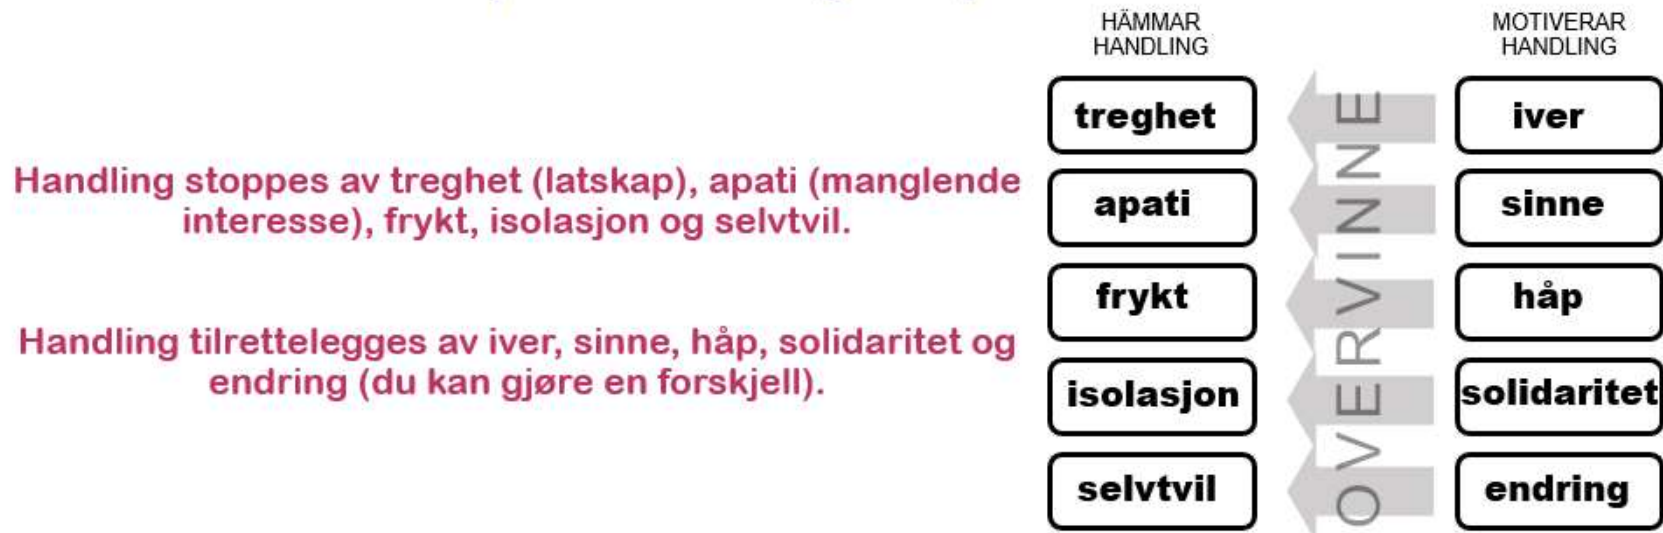 Handling stoppes av treghet (latskap), apati (manglende
interesse), frykt, isolasjon og selvtvil.
Handling tilrettelegges av iver, sinne, håp, solidaritet og
endring (du kan gjøre en forskjell).
HÄMMAR
HANDLING
MOTIVERAR
HANDLING
treghet
iver
apati
sinne
frykt
håp
isolasjon
solidaritet
selvtvil
endring
OVERVINNE